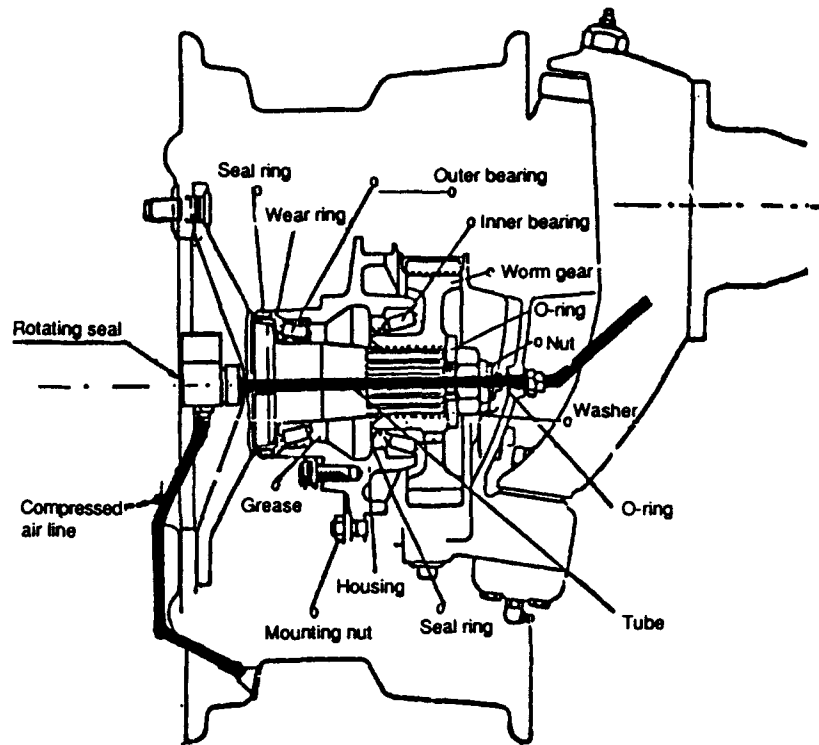 Seal ring
Outer bearing
Wear ring
Inner bearing
Worm gear
O-ring
Rotating seal
Nut
Washer
Grease
Compressed
air line
O-ring
Housing
Tube
Mounting nut
Seal ring